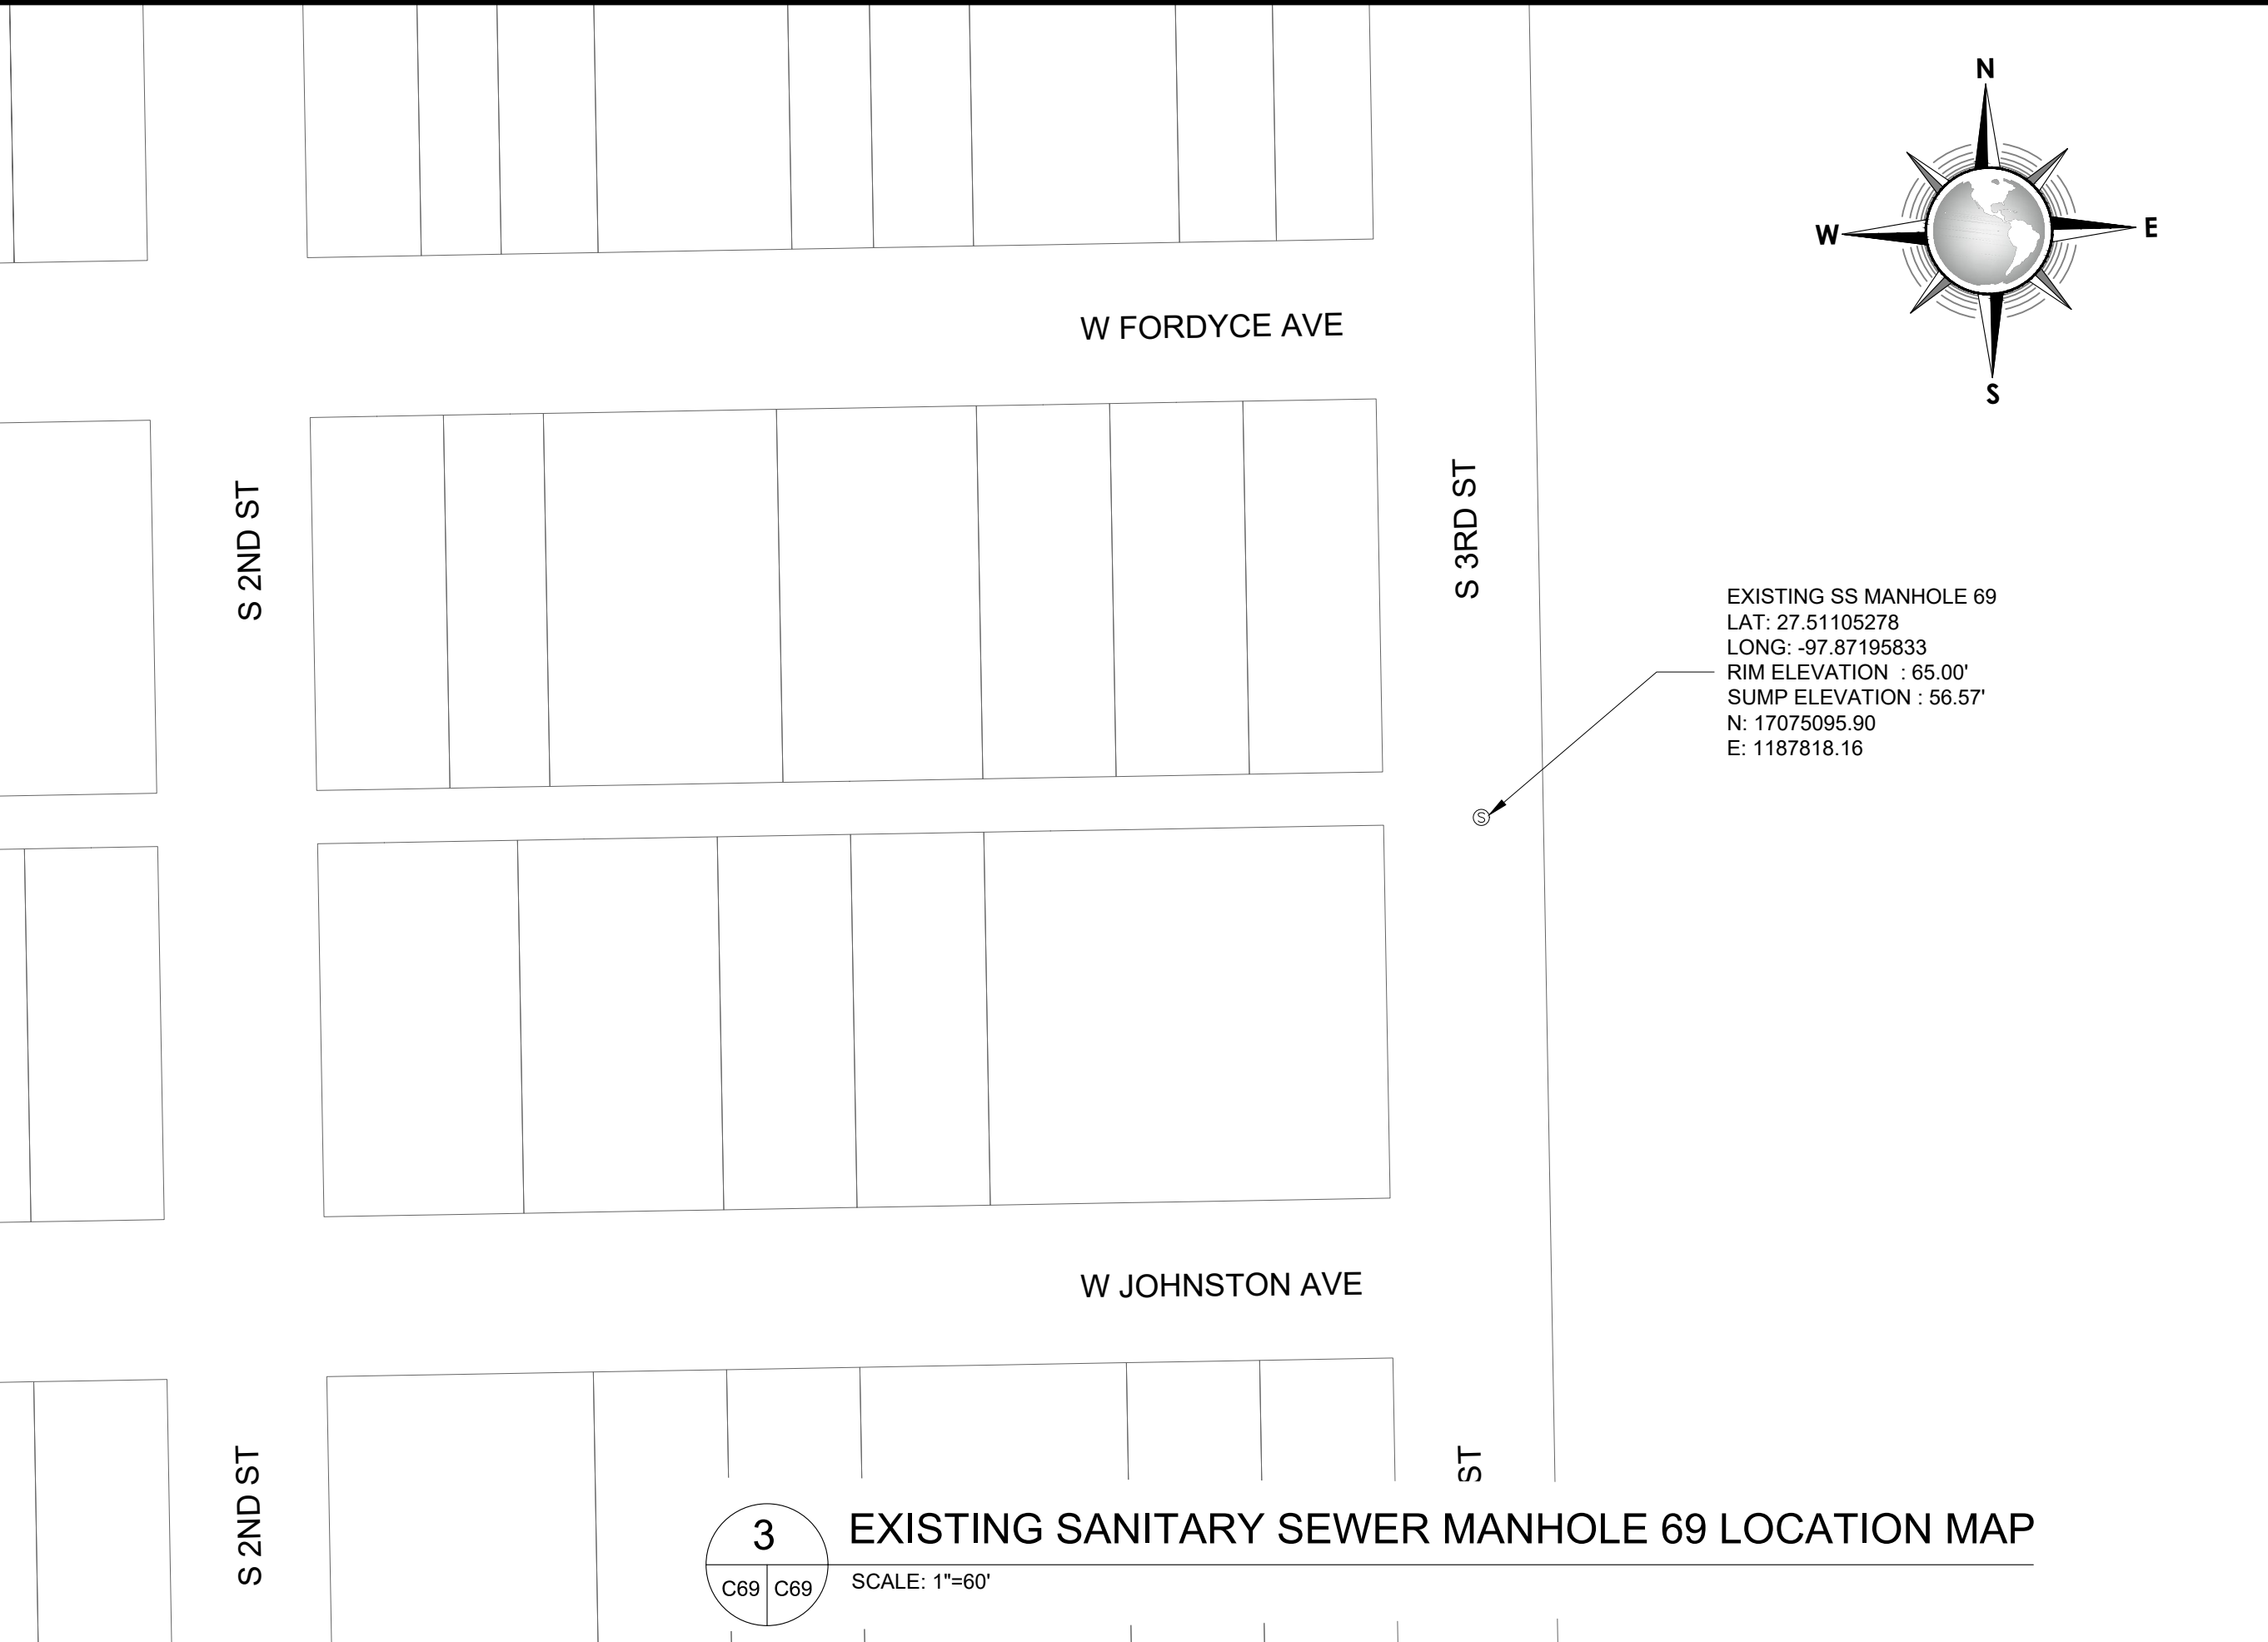 N
W
E
S
W FORDYCE AVE
S 2ND ST
S 3RD ST
EXISTING SS MANHOLE 69
LAT: 27.51105278
LONG: -97.87195833
RIM ELEVATION : 65.00'
SUMP ELEVATION : 56.57'
N: 17075095.90
E: 1187818.16
S
W JOHNSTON AVE
S 2ND ST
ST
3
C69 C69
EXISTING SANITARY SEWER MANHOLE 69 LOCATION MAP
SCALE: 1"=60'